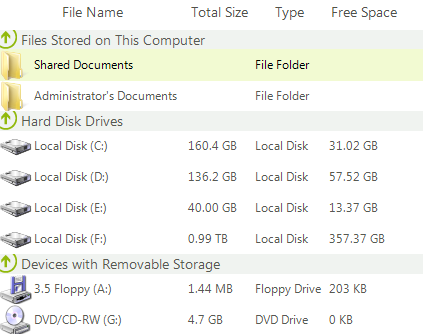 File Name Total Size Type Free Space
Files Stored on This Computer
Shared Documents File Folder
Administrator's Documents File Folder
Hard Disk Drives
Local Disk (C:) 160.4 GB Local Disk 31.02 GB
Local Disk (D:) 136.2 GB Local Disk 57.52 GB
Local Disk (E:) 40.00 GB Local Disk 13.37 GB
Local Disk (F:) 0.99 TB Local Disk 357.37 GB
Devices with Removable Storage
3.5 Floppy (A:) 1.44 MB Floppy Drive 203 KB
DVD/CD-RW (G:) 4.7 GB DVD Drive 0 KB